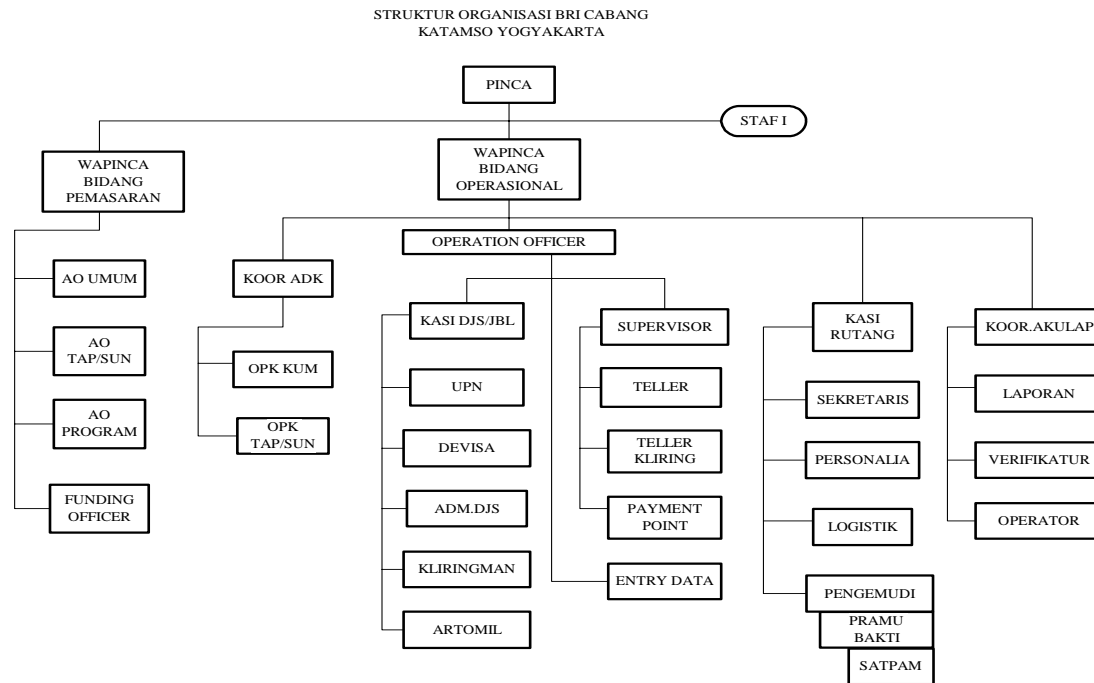 STRUKTUR ORGANISASI BRI CABANG
KATAMSO YOGYAKARTA
PINCA
STAF I
WAPINCA
BIDANG
PEMASARAN
WAPINCA
BIDANG
OPERASIONAL
OPERATION OFFICER
AO UMUM
AO
TAP/SUN
AO
PROGRAM
FUNDING
OFFICER
KOOR ADK
OPK KUM
OPK
TAP/SUN
KASI DJS/JBL
UPN
DEVISA
ADM.DJS
KLIRINGMAN
ARTOMIL
SUPERVISOR
TELLER
TELLER
KLIRING
PAYMENT
POINT
ENTRY DATA
KASI
RUTANG
SEKRETARIS
PERSONALIA
LOGISTIK
PENGEMUDI
PRAMU
BAKTI
SATPAM
KOOR.AKULAP
LAPORAN
VERIFIKATUR
OPERATOR